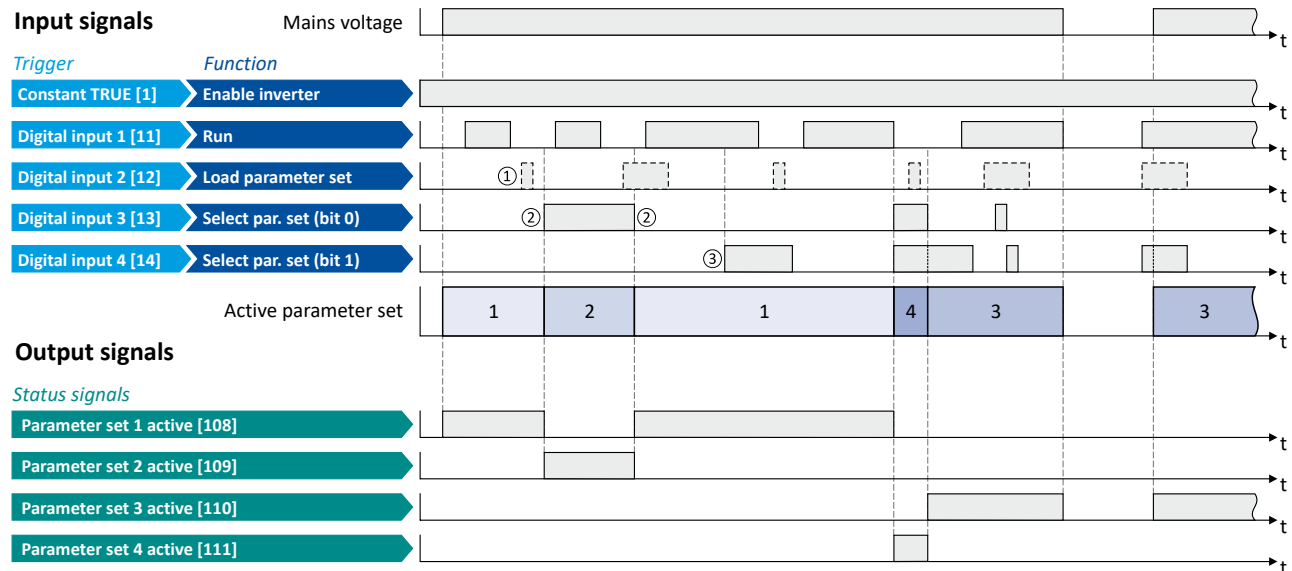 Input signals
Mains voltage
t
Trigger
Function
Constant TRUE [1]
Enable inverter
t
Digital input 1 [11]
Run
t
Digital input 2 [12]
Load parameter set
①
t
Digital input 3 [13]
Select par. set (bit 0)
②
②
t
Digital input 4 [14]
Select par. set (bit 1)
③
t
Active parameter set
1
2
1
4
3
3
t
Output signals
Status signals
Parameter set 1 active [108]
t
Parameter set 2 active [109]
t
Parameter set 3 active [110]
t
Parameter set 4 active [111]
t